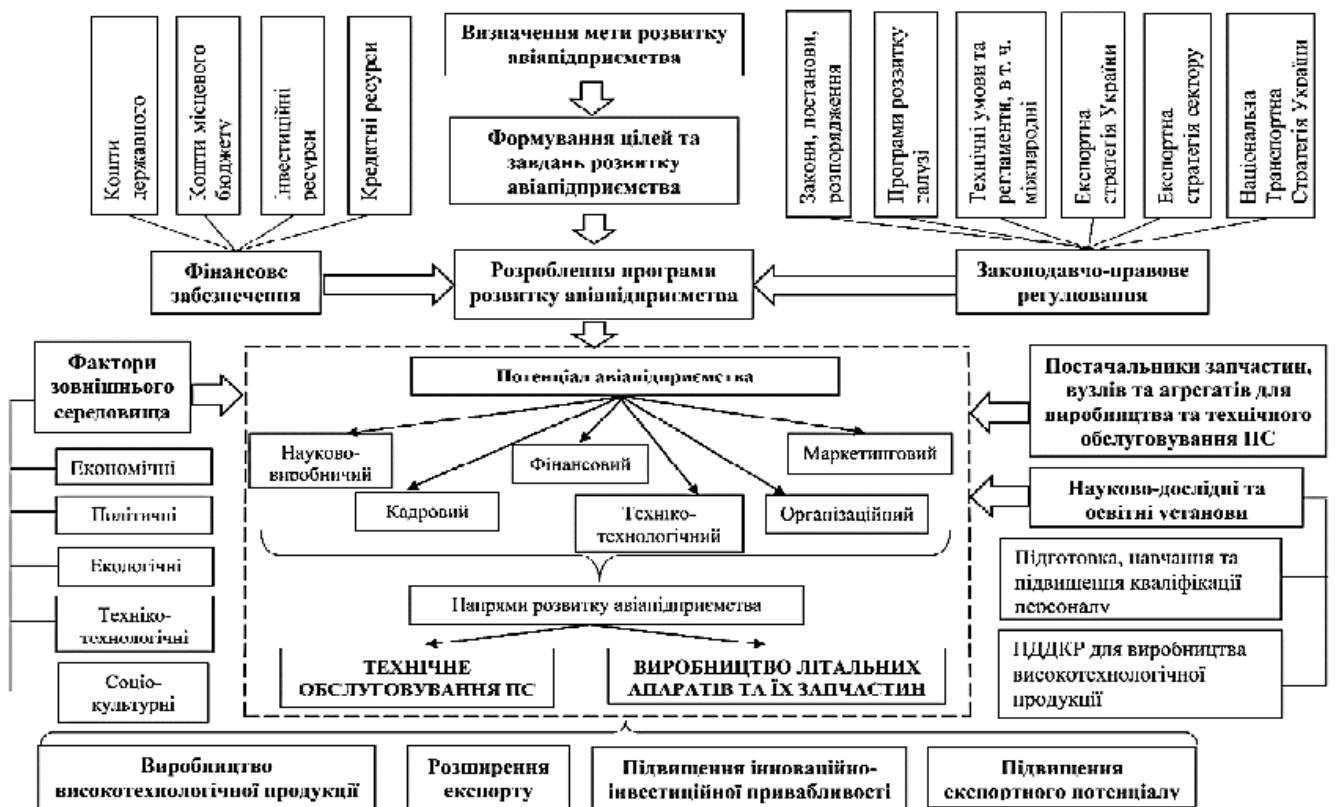 Кошти
державного
Кошти місцевого
бюджету
Інвестиційні
ресурси
Кредитні ресурси
Визначення мети розвитку
авіапідприємства
Формування цілей та
завдань розвитку
авіапідприємства
Закони, постанови,
розпорядження
Програми розвитку
галузі
Технічні умови та
регламенти, в т. ч.
міжнародні
Експортна
стратегія України
Експортна
стратегія сектору
Національна
Транспортна
Стратегія України
Фінансове
забезпечення
Розроблення програми
розвитку авіапідприємства
Законодавчо-правове
регулювання
Фактори
зовнішнього
середовища
Економічні
Політичні
Екологічні
Техніко-
технологічні
Соціо-
культурні
Потенціал авіапідприємства
Науково-
виробничий
Фінансовий
Маркетинговий
Кадровий
Техніко-
технологічний
Організаційний
Напрями розвитку авіапідприємства
ТЕХНІЧНЕ
ОБСЛУГОВУВАННЯ ПС
ВИРОБНИЦТВО ЛІТАЛЬНИХ
АПАРАТІВ ТА ЇХ ЗАПЧАСТИН
Постачальники запчастин,
вузлів та агрегатів для
виробництва та технічного
обслуговування ПС
Науково-дослідні та
освітні установи
Підготовка, навчання та
підвищення кваліфікації
персоналу
НДДКР для виробництва
високотехнологічної
продукції
Виробництво
високотехнологічної продукції
Розширення
експорту
Підвищення інноваційно-
інвестиційної привабливості
Підвищення
експортного потенціалу